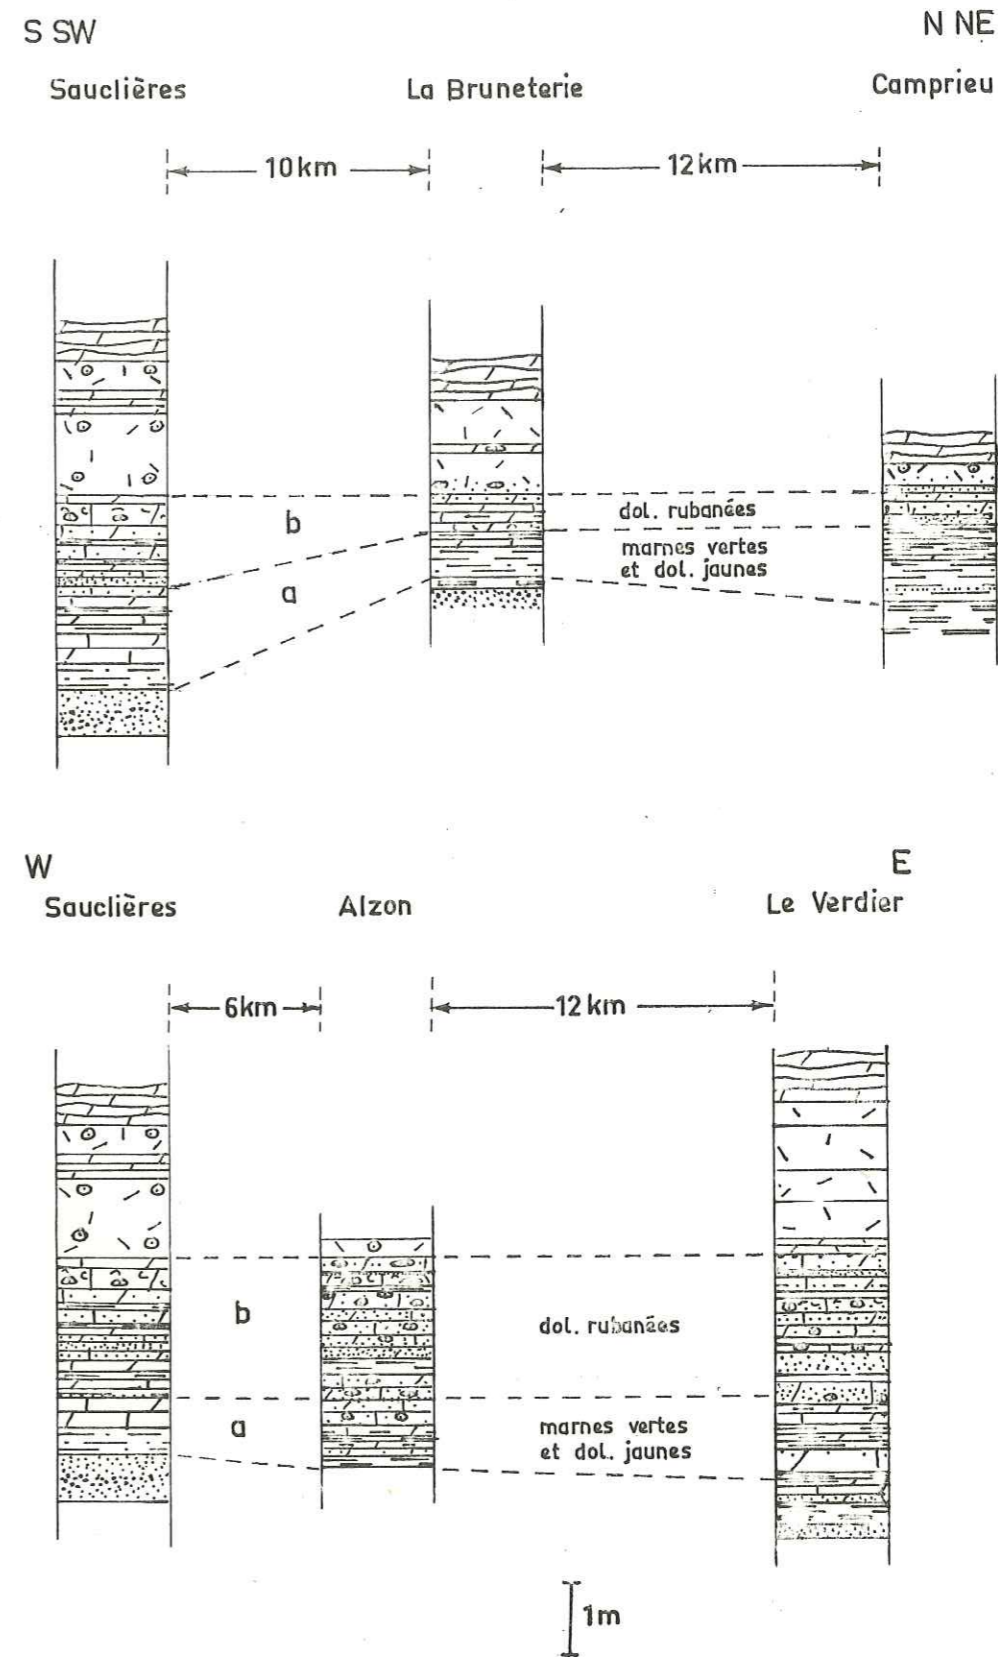 S SW
N NE
Sauclières
La Bruneterie
Camprieu
10km
12km
b
dol. rubanées
marnes vertes
et dol. jaunes
a
W
E
Sauclières
Alzon
Le Verdier
6km
12km
b
dol. rubanées
a
marnes vertes
et dol. jaunes
1m